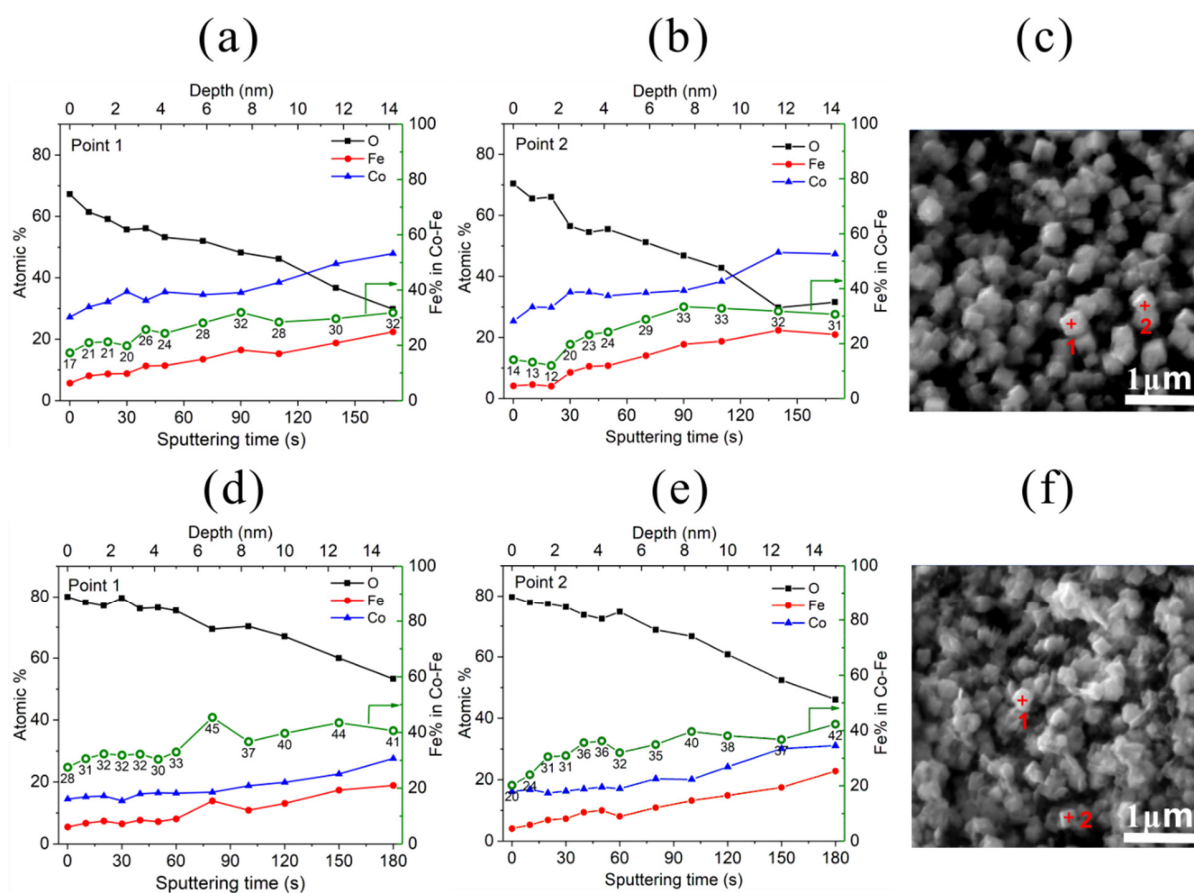 (a)
(b)
(c)
Depth (nm)
0 2 4 6 8 10 12 14
Point 1
O
Fe
Co
80
60
40
20
0
Atomic %
100
80
60
40
20
0
Fe% in Co-Fe
17 21 21 20 26 24 28 32 28 30 32
0 30 60 90 120 150
Sputtering time (s)
Depth (nm)
0 2 4 6 8 10 12 14
Point 2
O
Fe
Co
80
60
40
20
0
Atomic %
100
80
60
40
20
0
Fe% in Co-Fe
14 13 12 20 23 24 29 33 33 32 31
0 30 60 90 120 150
Sputtering time (s)
1
2
1μm
(d)
(e)
(f)
Depth (nm)
0 2 4 6 8 10 12 14
Point 1
O
Fe
Co
80
60
40
20
0
Atomic %
100
80
60
40
20
0
Fe% in Co-Fe
28 31 32 32 32 30 33 45 37 40 44 41
0 30 60 90 120 150 180
Sputtering time (s)
Depth (nm)
0 2 4 6 8 10 12 14
Point 2
O
Fe
Co
80
60
40
20
0
Atomic %
100
80
60
40
20
0
Fe% in Co-Fe
20 24 31 31 36 36 32 35 40 38 37 42
0 30 60 90 120 150 180
Sputtering time (s)
1
2
1μm